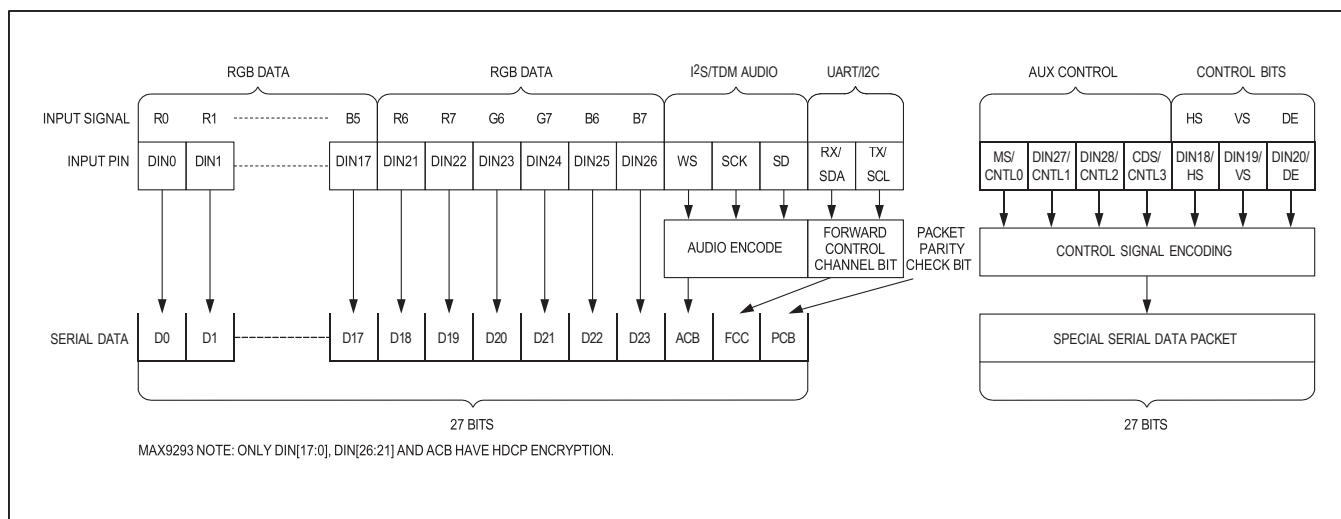 RGB DATA RGB DATA I²S/TDM AUDIO UART/I2C AUX CONTROL CONTROL BITS
INPUT SIGNAL R0 R1 B5 R6 R7 G6 G7 B6 B7 HS VS DE
INPUT PIN DIN0 DIN1 DIN17 DIN21 DIN22 DIN23 DIN24 DIN25 DIN26 WS SCK SD RX/ TX/ MS/ DIN27/ DIN28/ CDS/ DIN18/ DIN19/ DIN20/
SDA SCL CNTL0 CNTL1 CNTL2 CNTL3 HS VS DE
AUDIO ENCODE
FORWARD
CONTROL
CHANNEL BIT
PACKET
PARITY
CHECK BIT
CONTROL SIGNAL ENCODING
SERIAL DATA D0 D1 D17 D18 D19 D20 D21 D22 D23 ACB FCC PCB SPECIAL SERIAL DATA PACKET
27 BITS 27 BITS
MAX9293 NOTE: ONLY DIN[17:0], DIN[26:21] AND ACB HAVE HDCP ENCRYPTION.